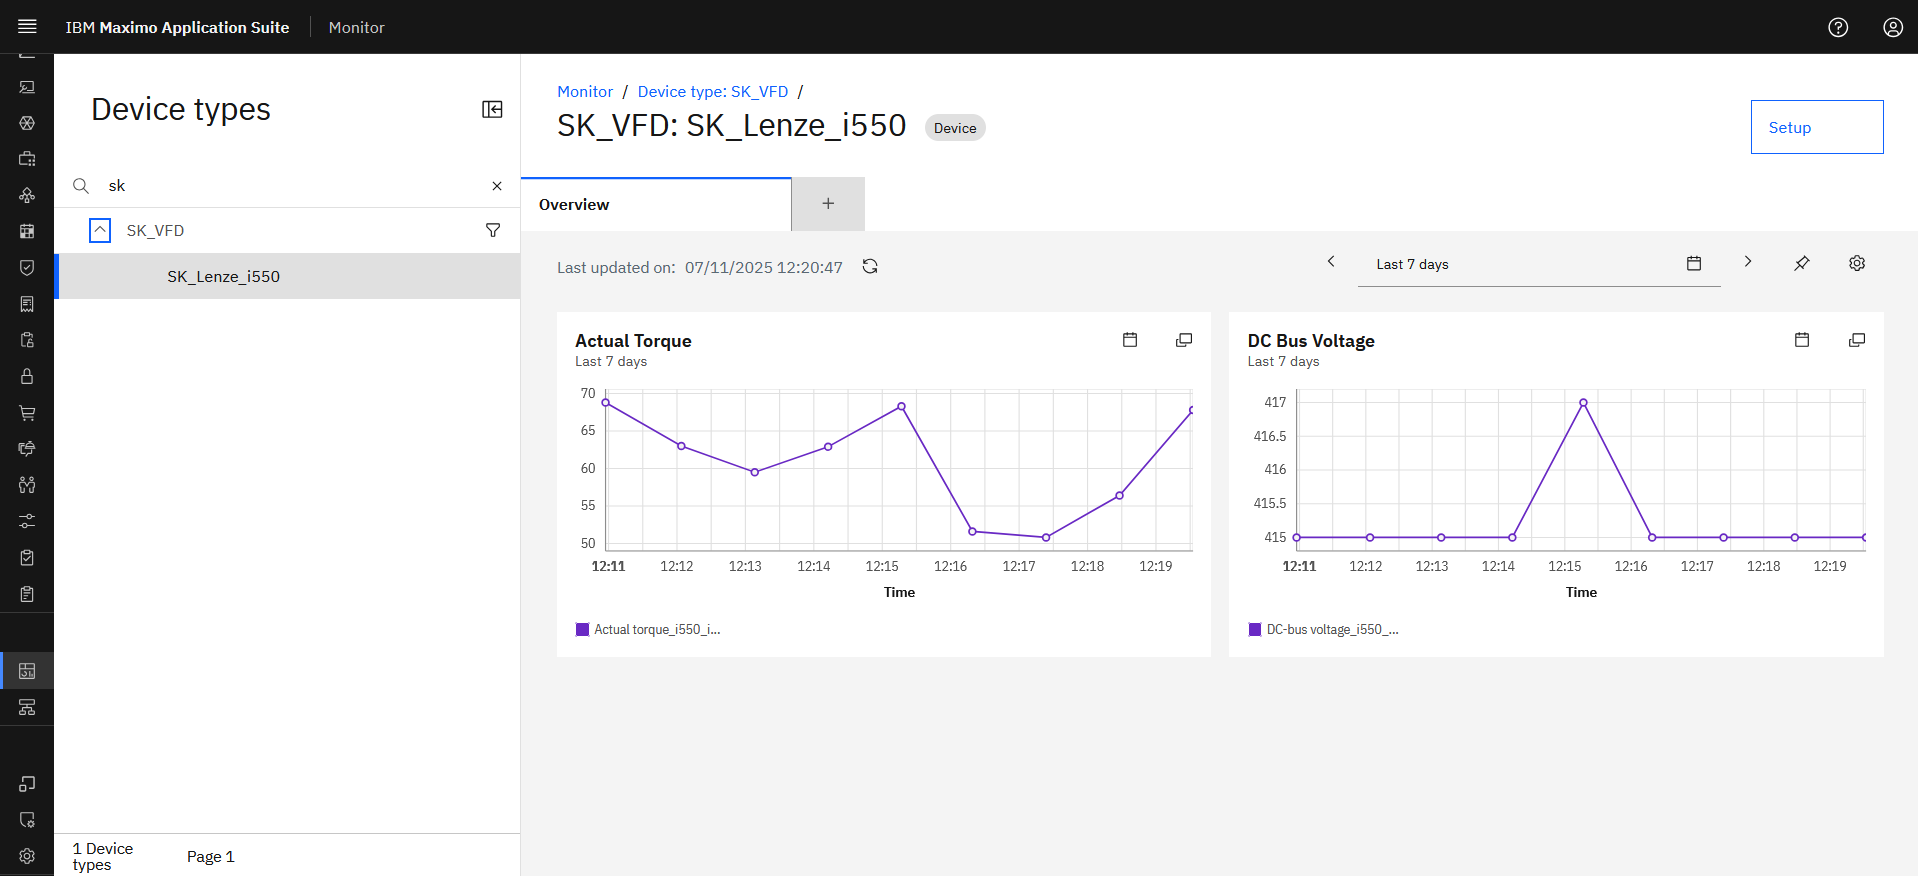 IBM Maximo Application Suite
Monitor
Device types
sk
SK_VFD
SK_Lenze_i550
1 Device types
Page 1
Monitor / Device type: SK_VFD /
SK_VFD: SK_Lenze_i550
Device
Setup
Overview
Last updated on: 07/11/2025 12:20:47
Last 7 days
Actual Torque
Last 7 days
70
65
60
55
50
12:11 12:12 12:13 12:14 12:15 12:16 12:17 12:18 12:19
Time
Actual torque_i550_i...
DC Bus Voltage
Last 7 days
417
416.5
416
415.5
415
12:11 12:12 12:13 12:14 12:15 12:16 12:17 12:18 12:19
Time
DC-bus voltage_i550_...